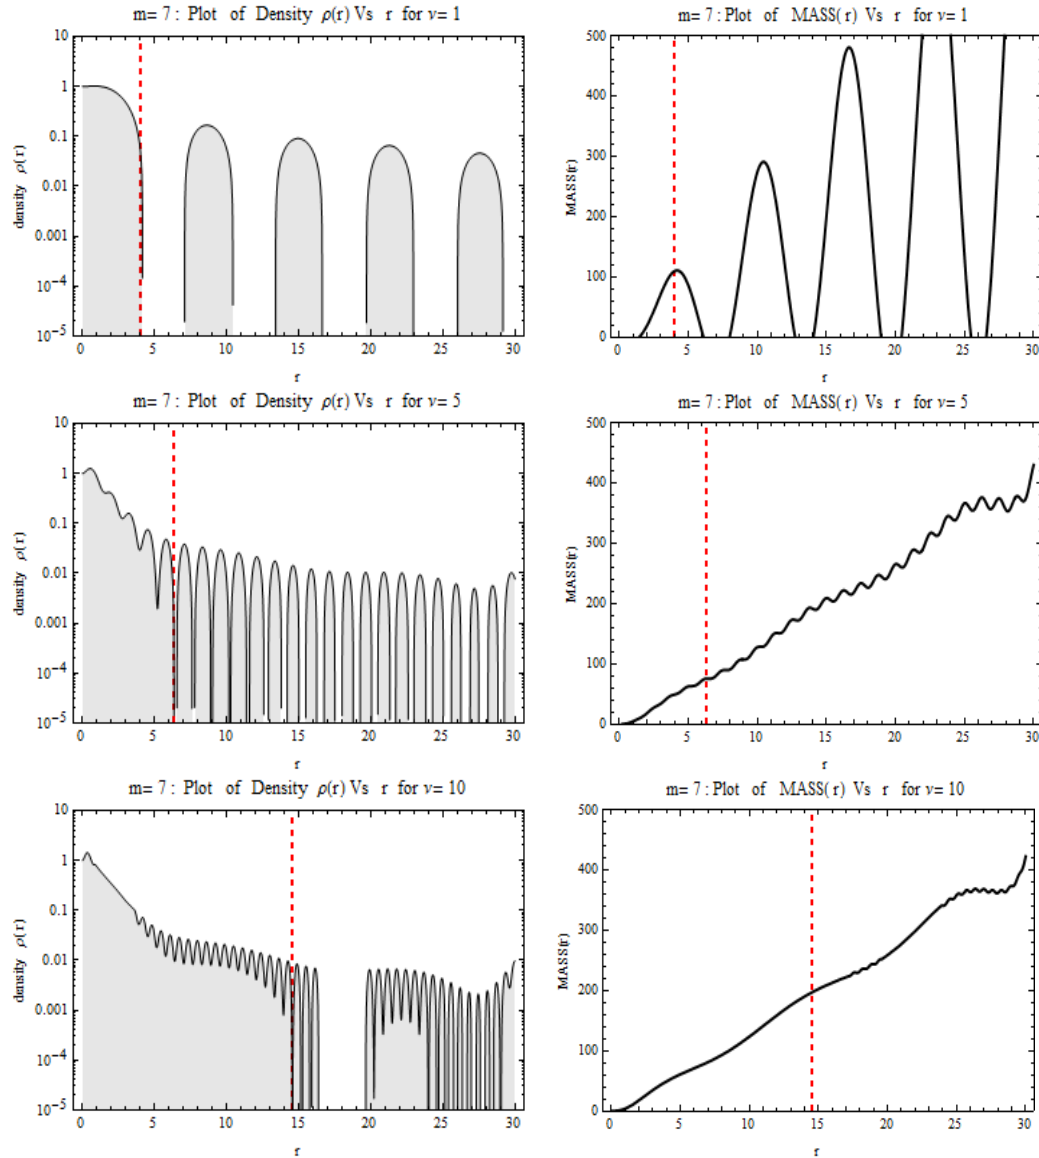 m= 7 : Plot of Density ρ(r) Vs r for ν= 1
m= 7 : Plot of MASS( r) Vs r for ν= 1
density ρ(r)
10
1
0.1
0.01
0.001
10⁻⁴
10⁻⁵
0 5 10 15 20 25 30
r
MASS(r)
500
400
300
200
100
0
0 5 10 15 20 25 30
r
m= 7 : Plot of Density ρ(r) Vs r for ν= 5
m= 7 : Plot of MASS( r) Vs r for ν= 5
density ρ(r)
10
1
0.1
0.01
0.001
10⁻⁴
10⁻⁵
0 5 10 15 20 25 30
r
MASS(r)
500
400
300
200
100
0
0 5 10 15 20 25 30
r
m= 7 : Plot of Density ρ(r) Vs r for ν= 10
m= 7 : Plot of MASS( r) Vs r for ν= 10
density ρ(r)
10
1
0.1
0.01
0.001
10⁻⁴
10⁻⁵
0 5 10 15 20 25 30
r
MASS(r)
500
400
300
200
100
0
0 5 10 15 20 25 30
r